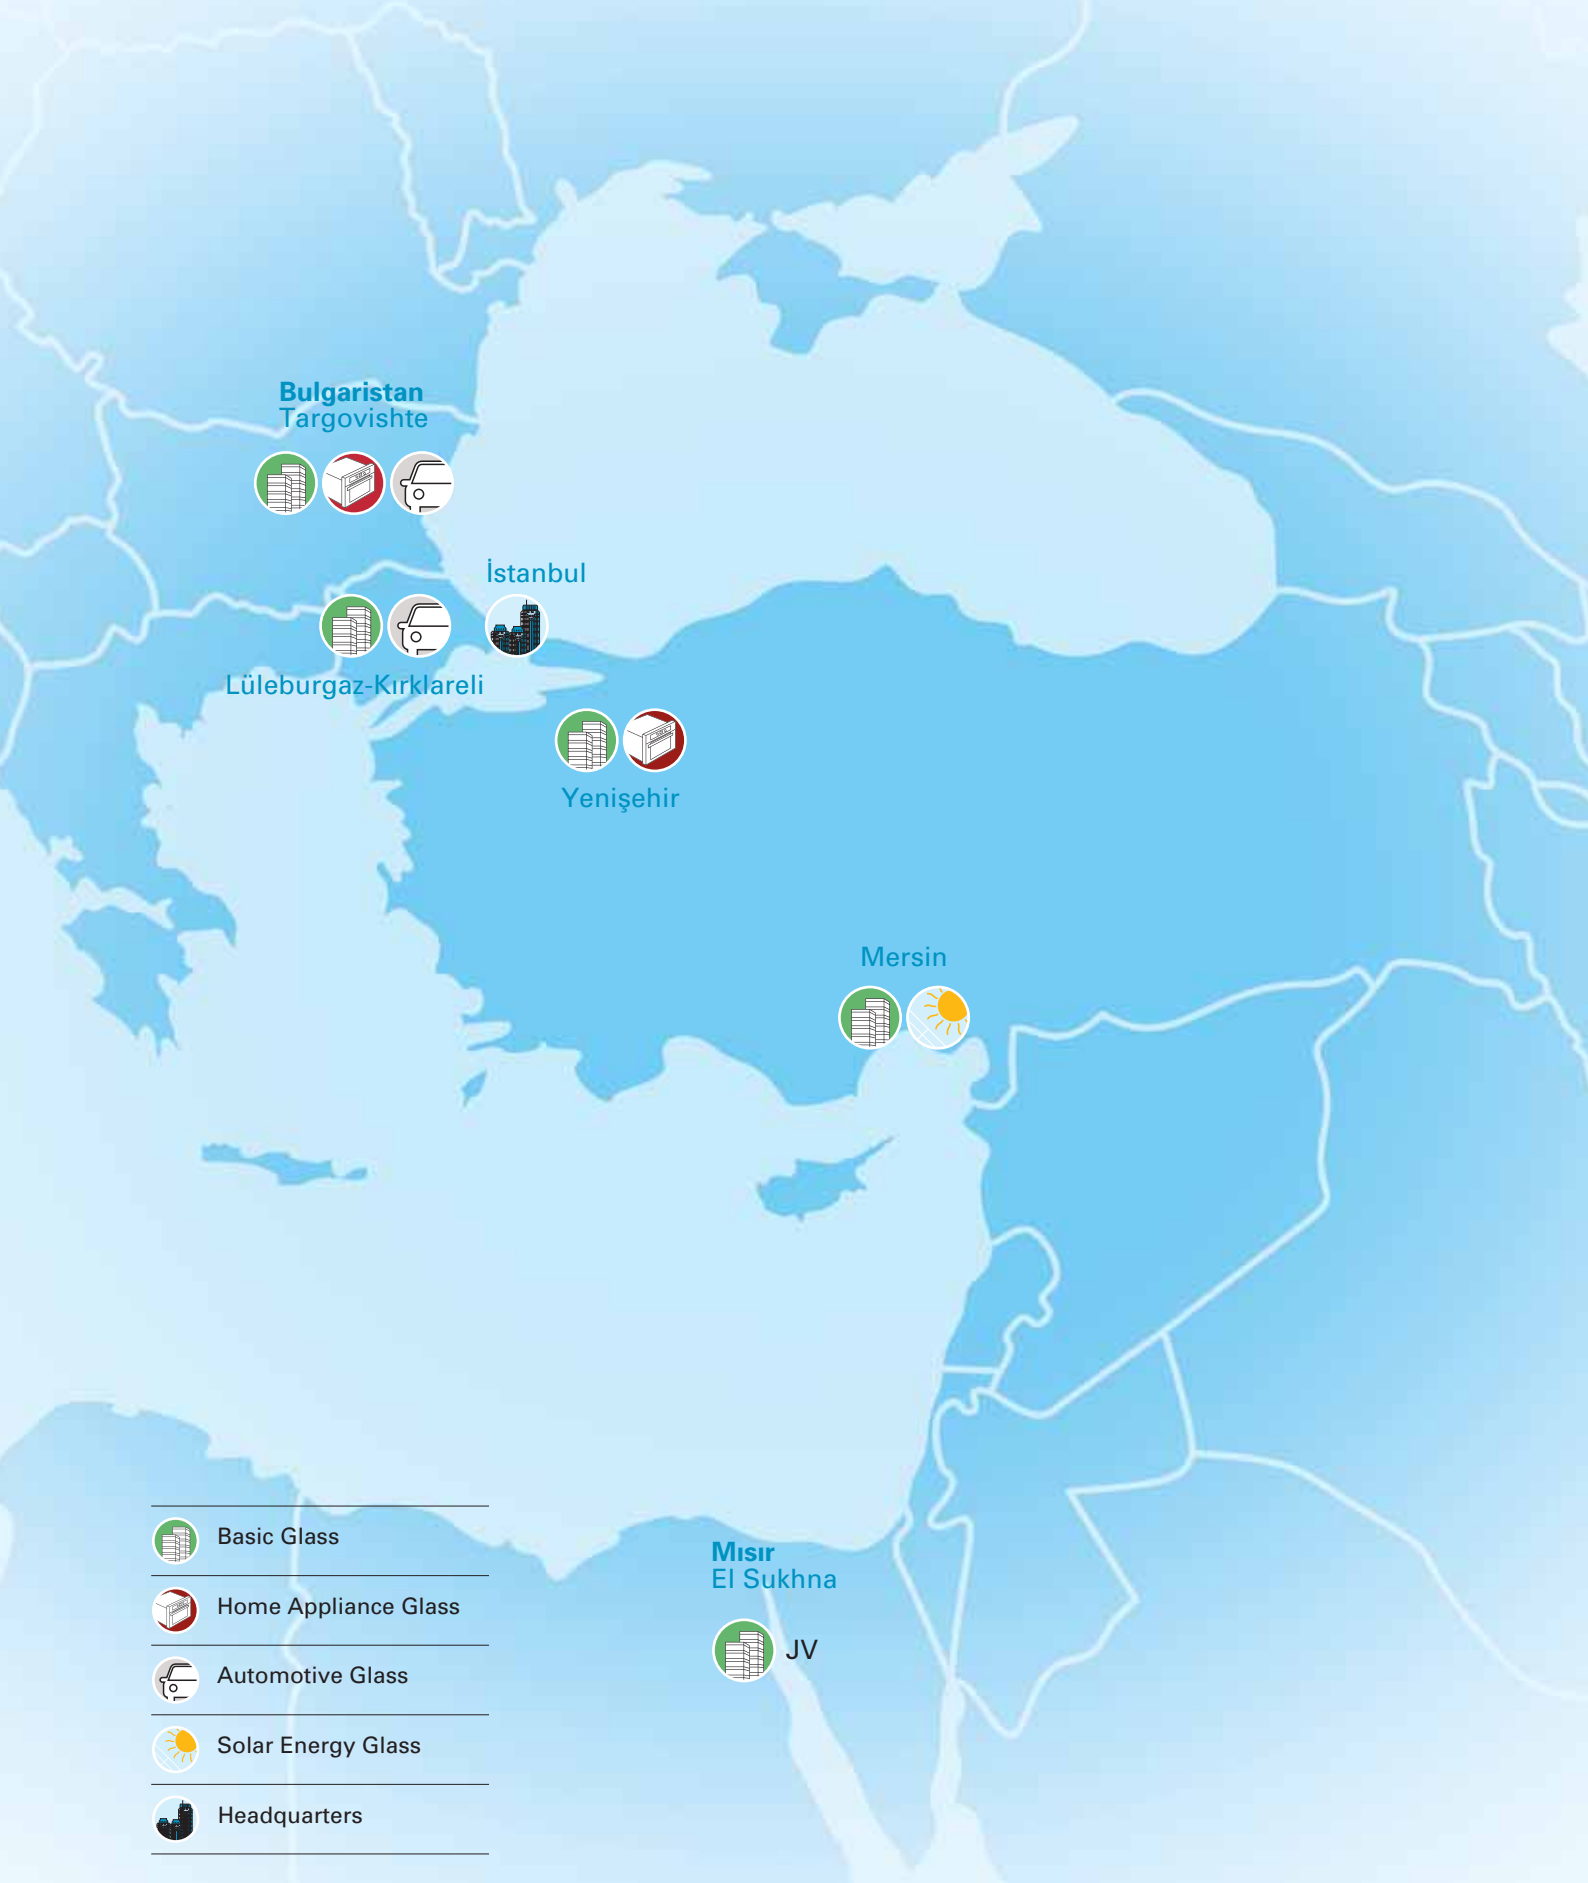 Bulgaristan
Targovishte
İstanbul
Lüleburgaz-Kırklareli
Yenişehir
Mersin
Mısır
El Sukhna
JV
Basic Glass
Home Appliance Glass
Automotive Glass
Solar Energy Glass
Headquarters